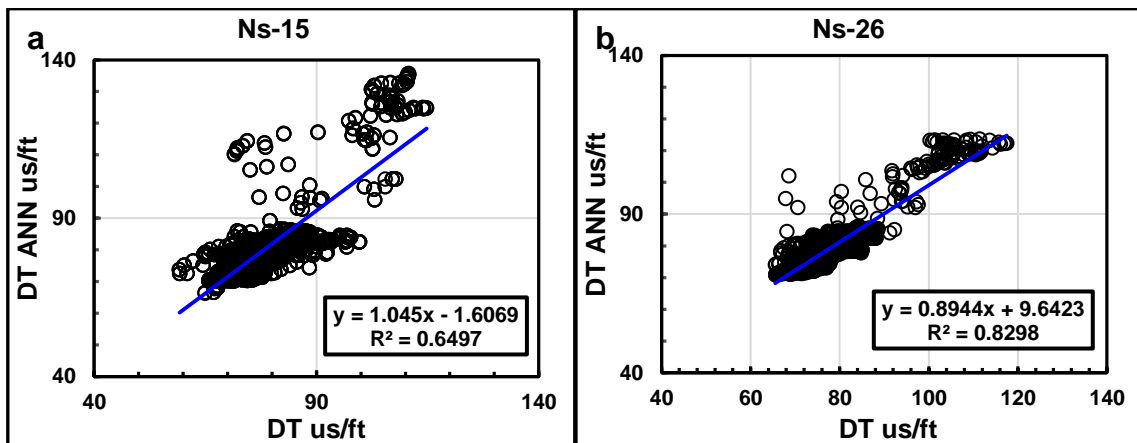 a
Ns-15
140
90
40
DT ANN us/ft
y = 1.045x - 1.6069
R² = 0.6497
40 90 140
DT us/ft
b
Ns-26
140
90
40
DT ANN us/ft
y = 0.8944x + 9.6423
R² = 0.8298
40 60 80 100 120 140
DT us/ft